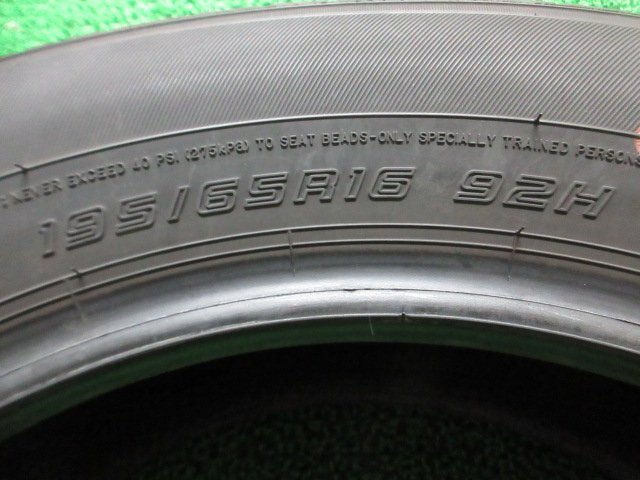 NEVER EXCEED 40 PSI (275kPa) TO SEAT BEADS-ONLY SPECIALLY TRAINED PERSONS
195/65R16 92H